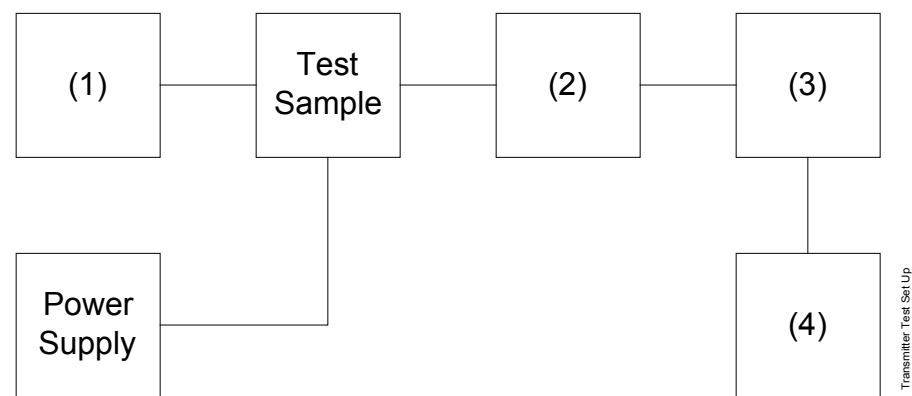 (1)
Test
Sample
(2)
(3)
Power
Supply
(4)
Transmitter Test Set Up